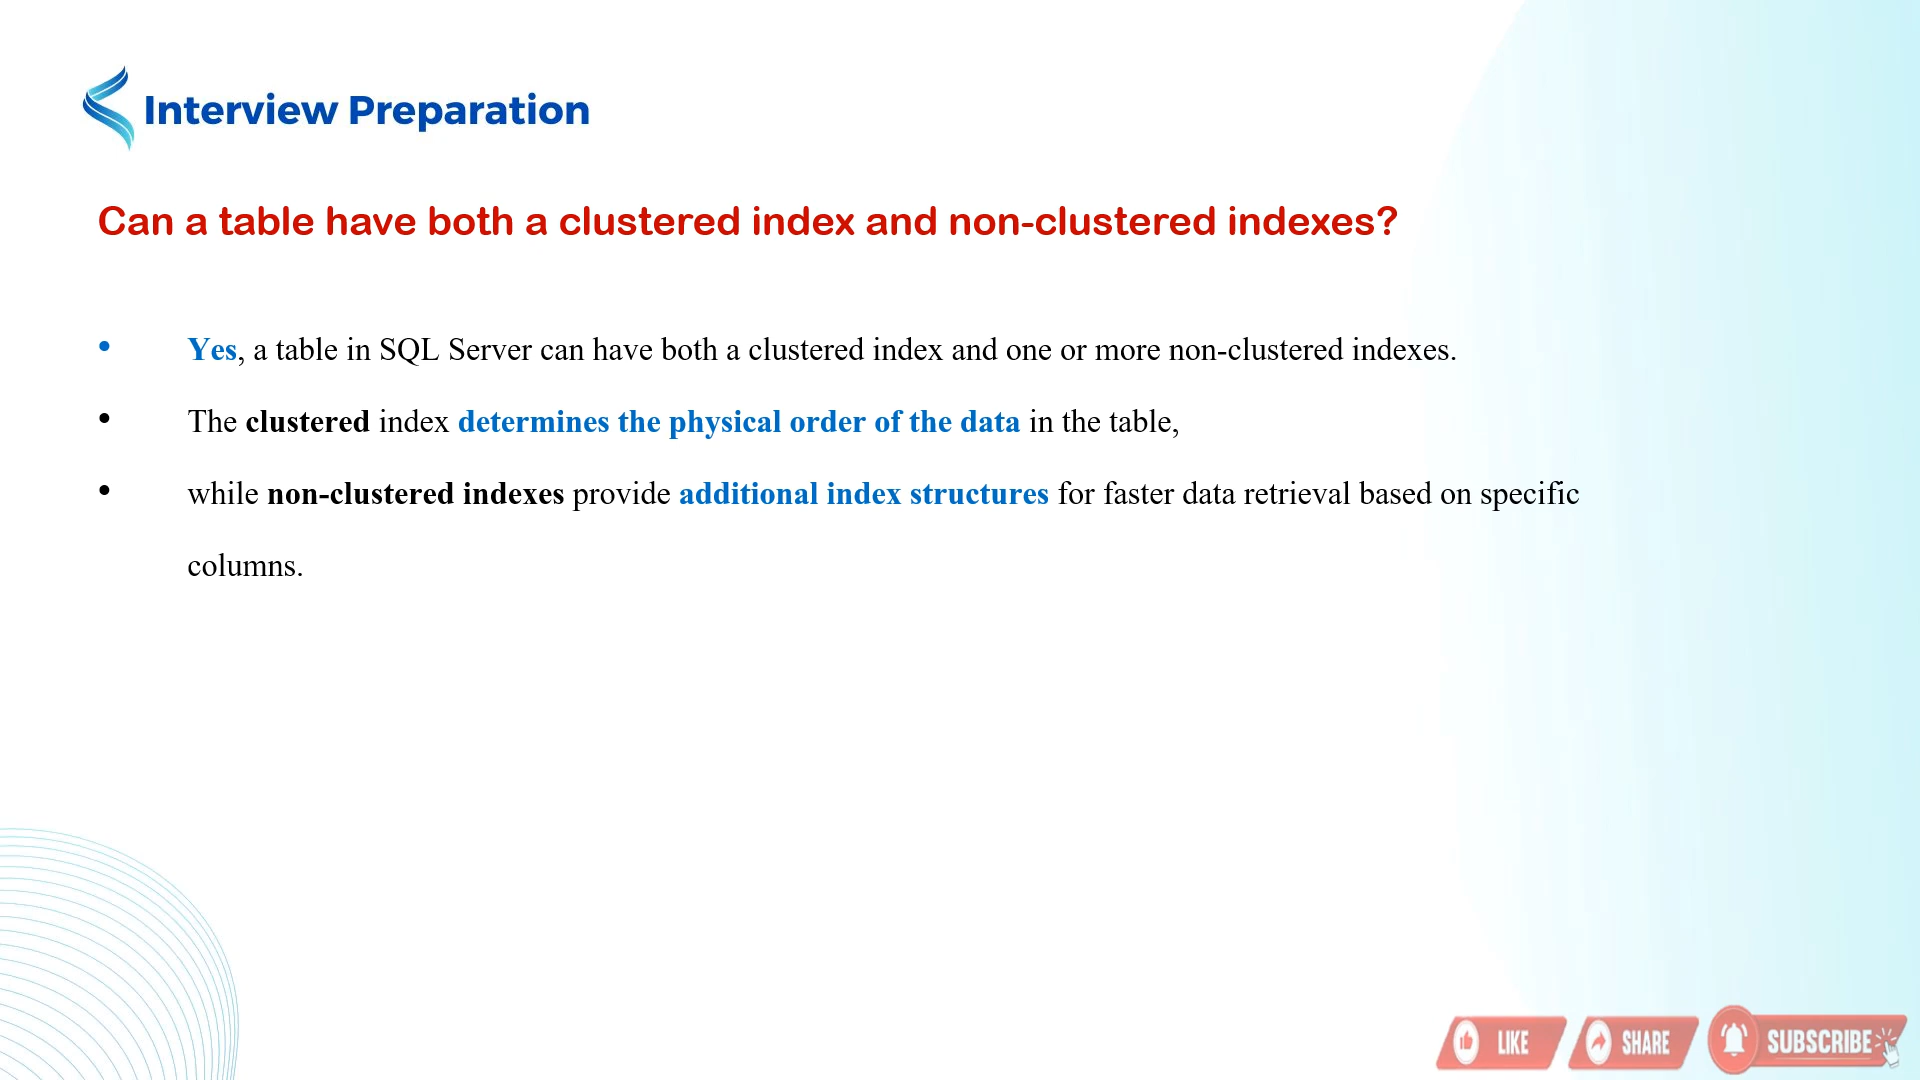 Interview Preparation
Can a table have both a clustered index and non-clustered indexes?
• Yes, a table in SQL Server can have both a clustered index and one or more non-clustered indexes.
• The clustered index determines the physical order of the data in the table,
• while non-clustered indexes provide additional index structures for faster data retrieval based on specific
columns.
LIKE SHARE SUBSCRIBE